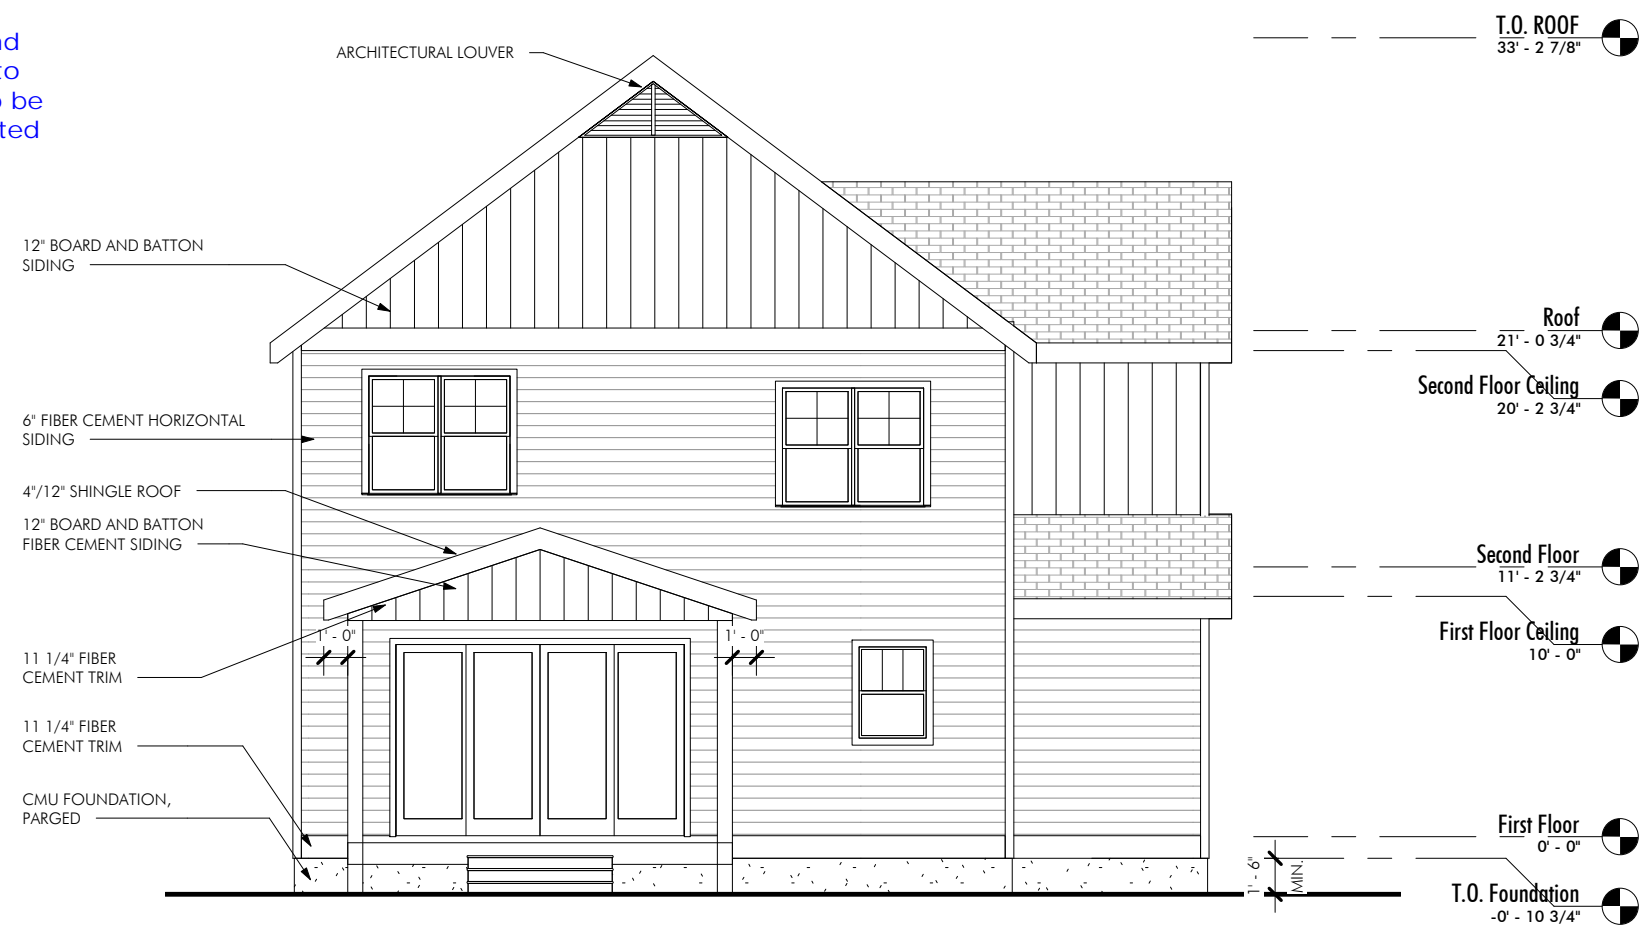 nd
to
be
ted
ARCHITECTURAL LOUVER
12" BOARD AND BATTON
SIDING
6" FIBER CEMENT HORIZONTAL
SIDING
4"/12" SHINGLE ROOF
12" BOARD AND BATTON
FIBER CEMENT SIDING
11 1/4" FIBER
CEMENT TRIM
11 1/4" FIBER
CEMENT TRIM
CMU FOUNDATION,
PARGED
1' - 0"
1' - 0"
T.O. ROOF
33' - 2 7/8"
Roof
21' - 0 3/4"
Second Floor Ceiling
20' - 2 3/4"
Second Floor
11' - 2 3/4"
First Floor Ceiling
10' - 0"
First Floor
0' - 0"
1' - 6"
MIN.
T.O. Foundation
-0' - 10 3/4"